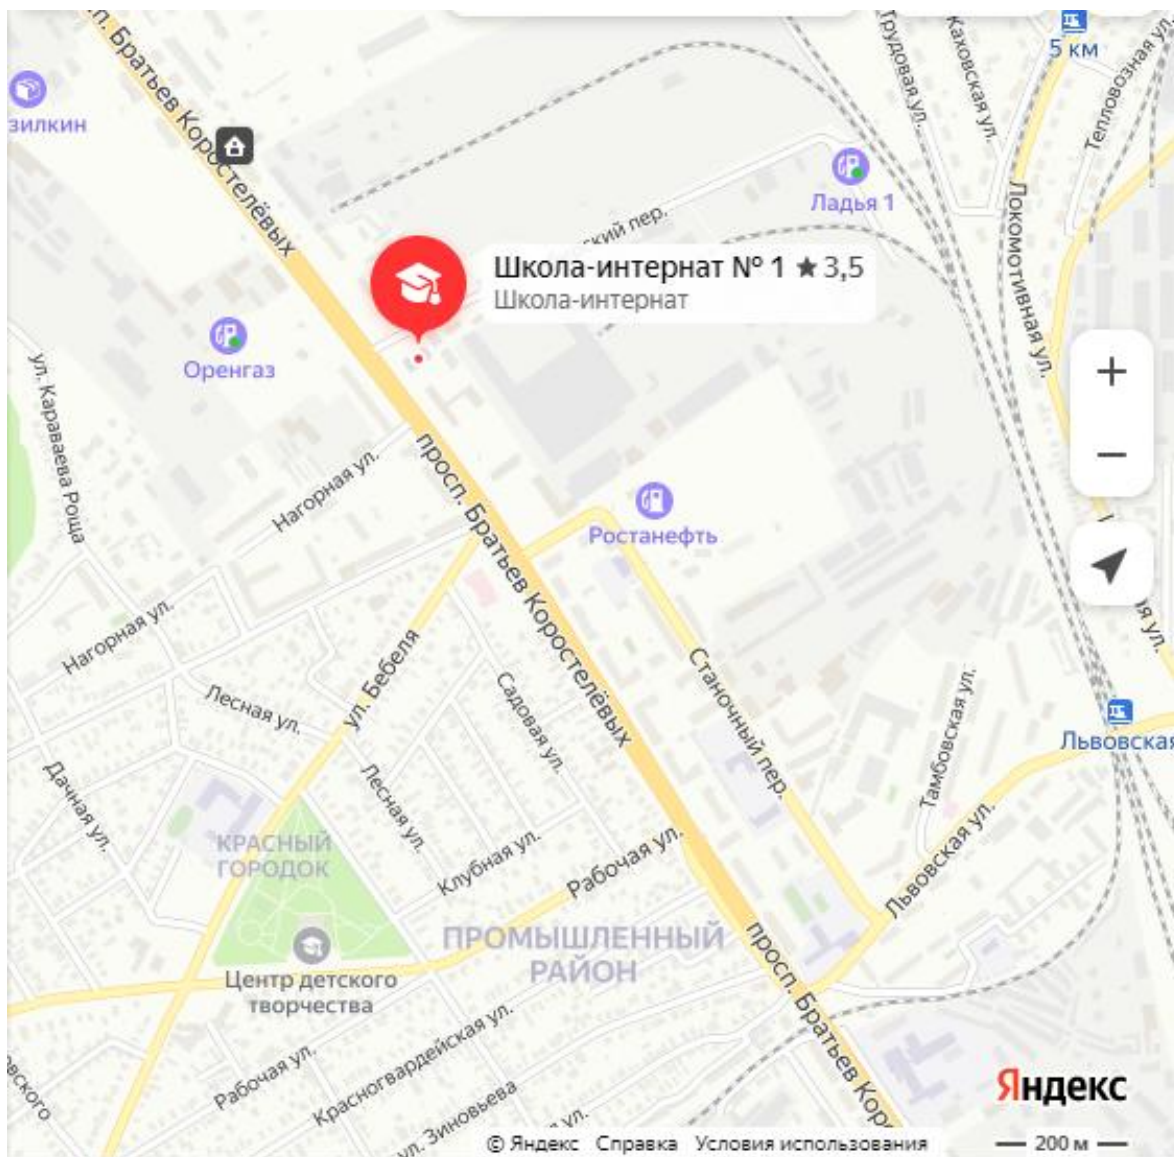 просп. Братьев Коростелёвых
Трудовая ул.
Каховская ул.
5 км
Тепловозная ул.
Ладья 1
Локомотивная ул.
Школа-интернат № 1 ★ 3,5
Школа-интернат
Оренгаз
ул. Караваева Роща
Нагорная ул.
просп. Братьев Коростелёвых
Ростанефть
Нагорная ул.
ул. Бебеля
Лесная ул.
Садовая ул.
Станочный пер.
Тамбовская ул.
Львовская
Дачная ул.
Лесная ул.
КРАСНЫЙ
ГОРОДОК
Клубная ул.
Рабочая ул.
Львовская ул.
ПРОМЫШЛЕННЫЙ
РАЙОН
Центр детского
творчества
просп. Братьев Коро
Красногвардейская ул.
Рабочая ул.
ул. Зиновьева
Яндекс
© Яндекс Справка Условия использования
200 м